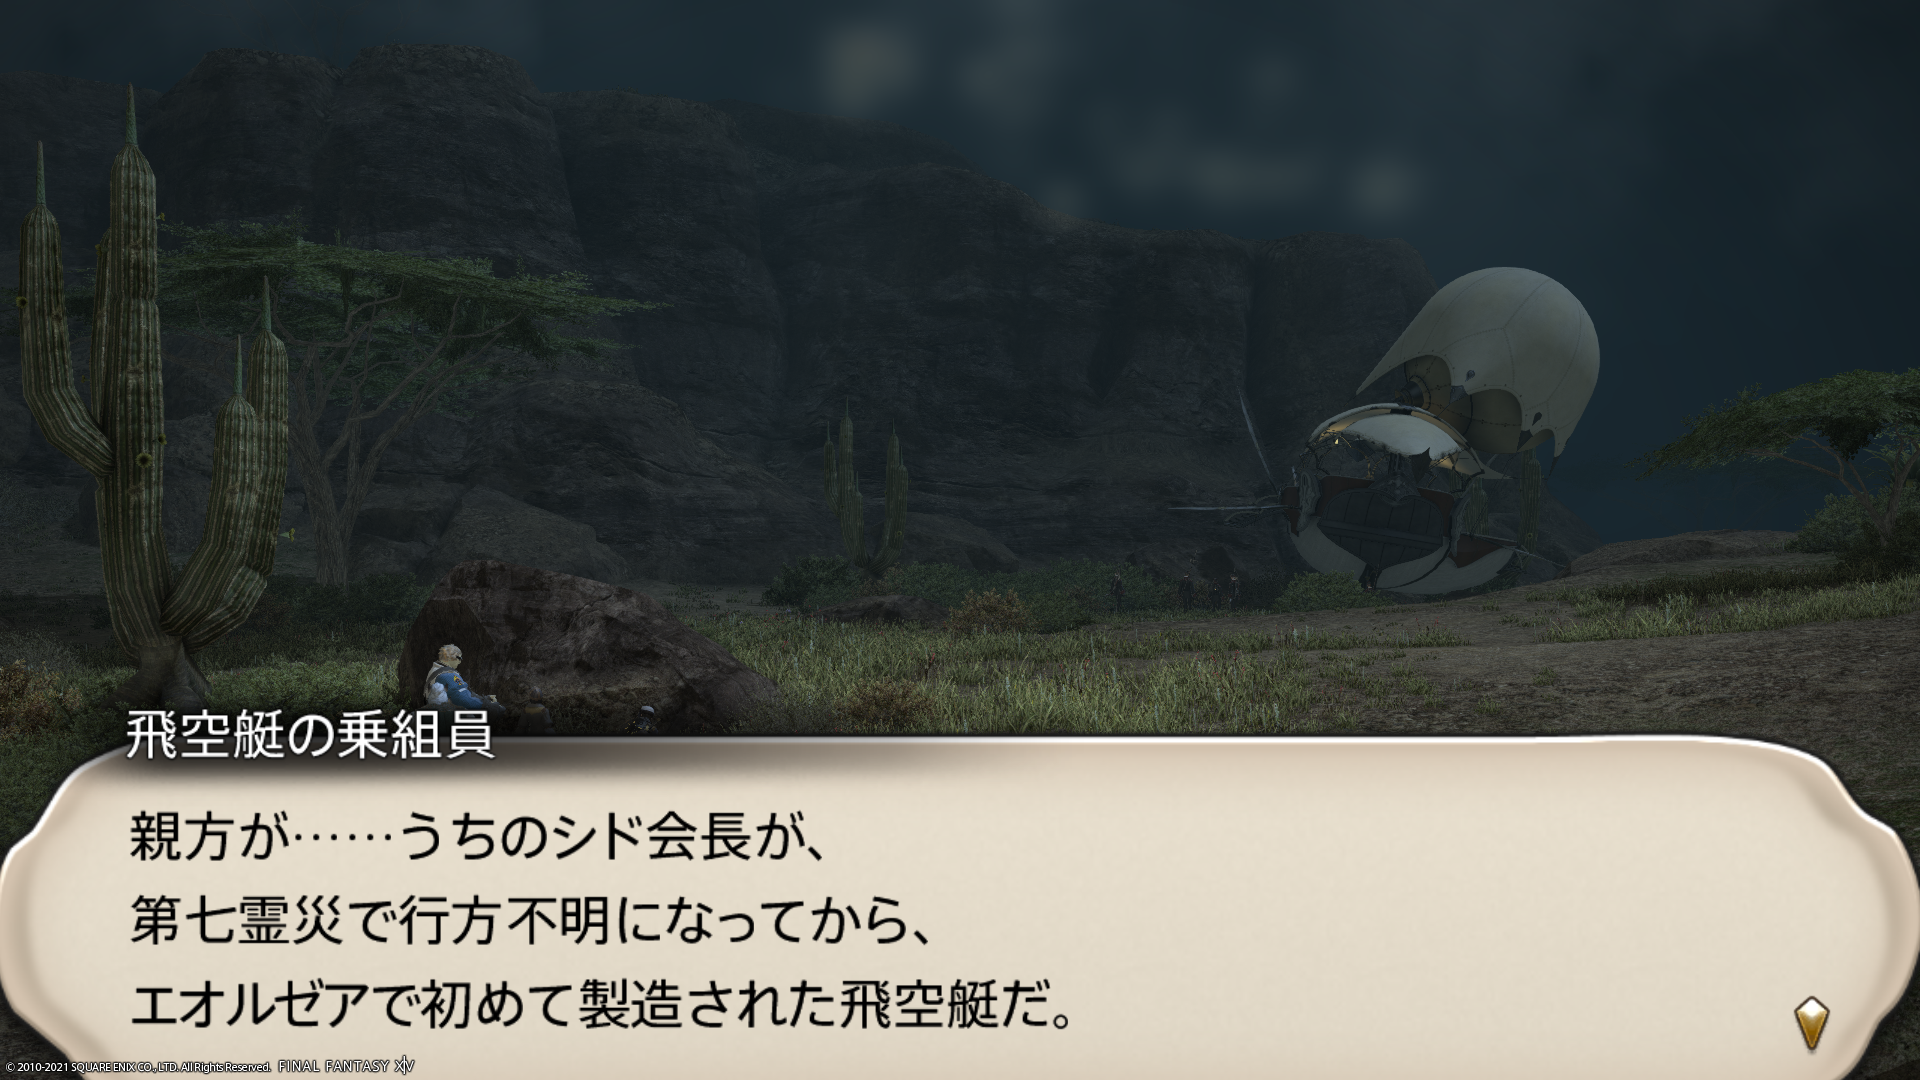 飛空艇の乗組員
親方が……うちのシド会長が、
第七霊災で行方不明になってから、
エオルゼアで初めて製造された飛空艇だ。
© 2010-2021 SQUARE ENIX CO., LTD. All Rights Reserved. FINAL FANTASY XIV